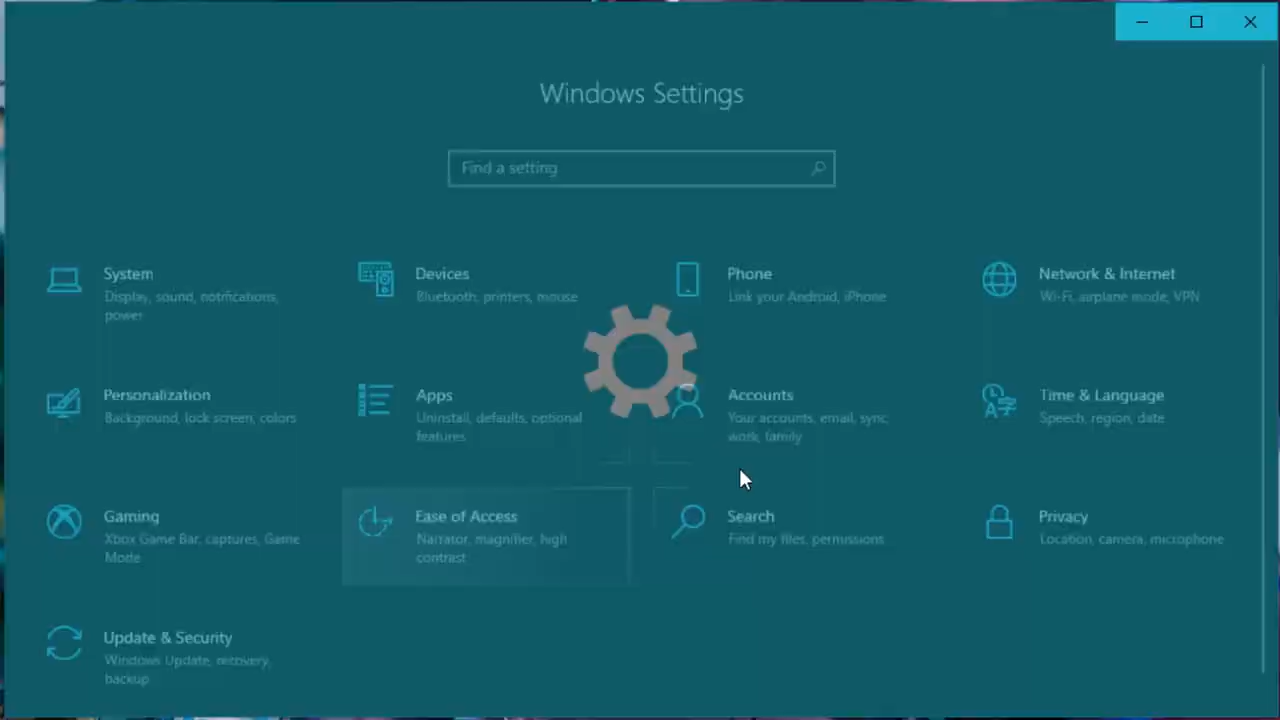 Windows Settings
Find a setting
System
Display, sound, notifications,
power
Devices
Bluetooth, printers, mouse
Phone
Link your Android, iPhone
Network & Internet
Wi-Fi, airplane mode, VPN
Personalization
Background, lock screen, colors
Apps
Uninstall, defaults, optional
features
Accounts
Your accounts, email, sync,
work, family
Time & Language
Speech, region, date
Gaming
Xbox Game Bar, captures, Game
Mode
Ease of Access
Narrator, magnifier, high
contrast
Search
Find my files, permissions
Privacy
Location, camera, microphone
Update & Security
Windows Update, recovery,
backup